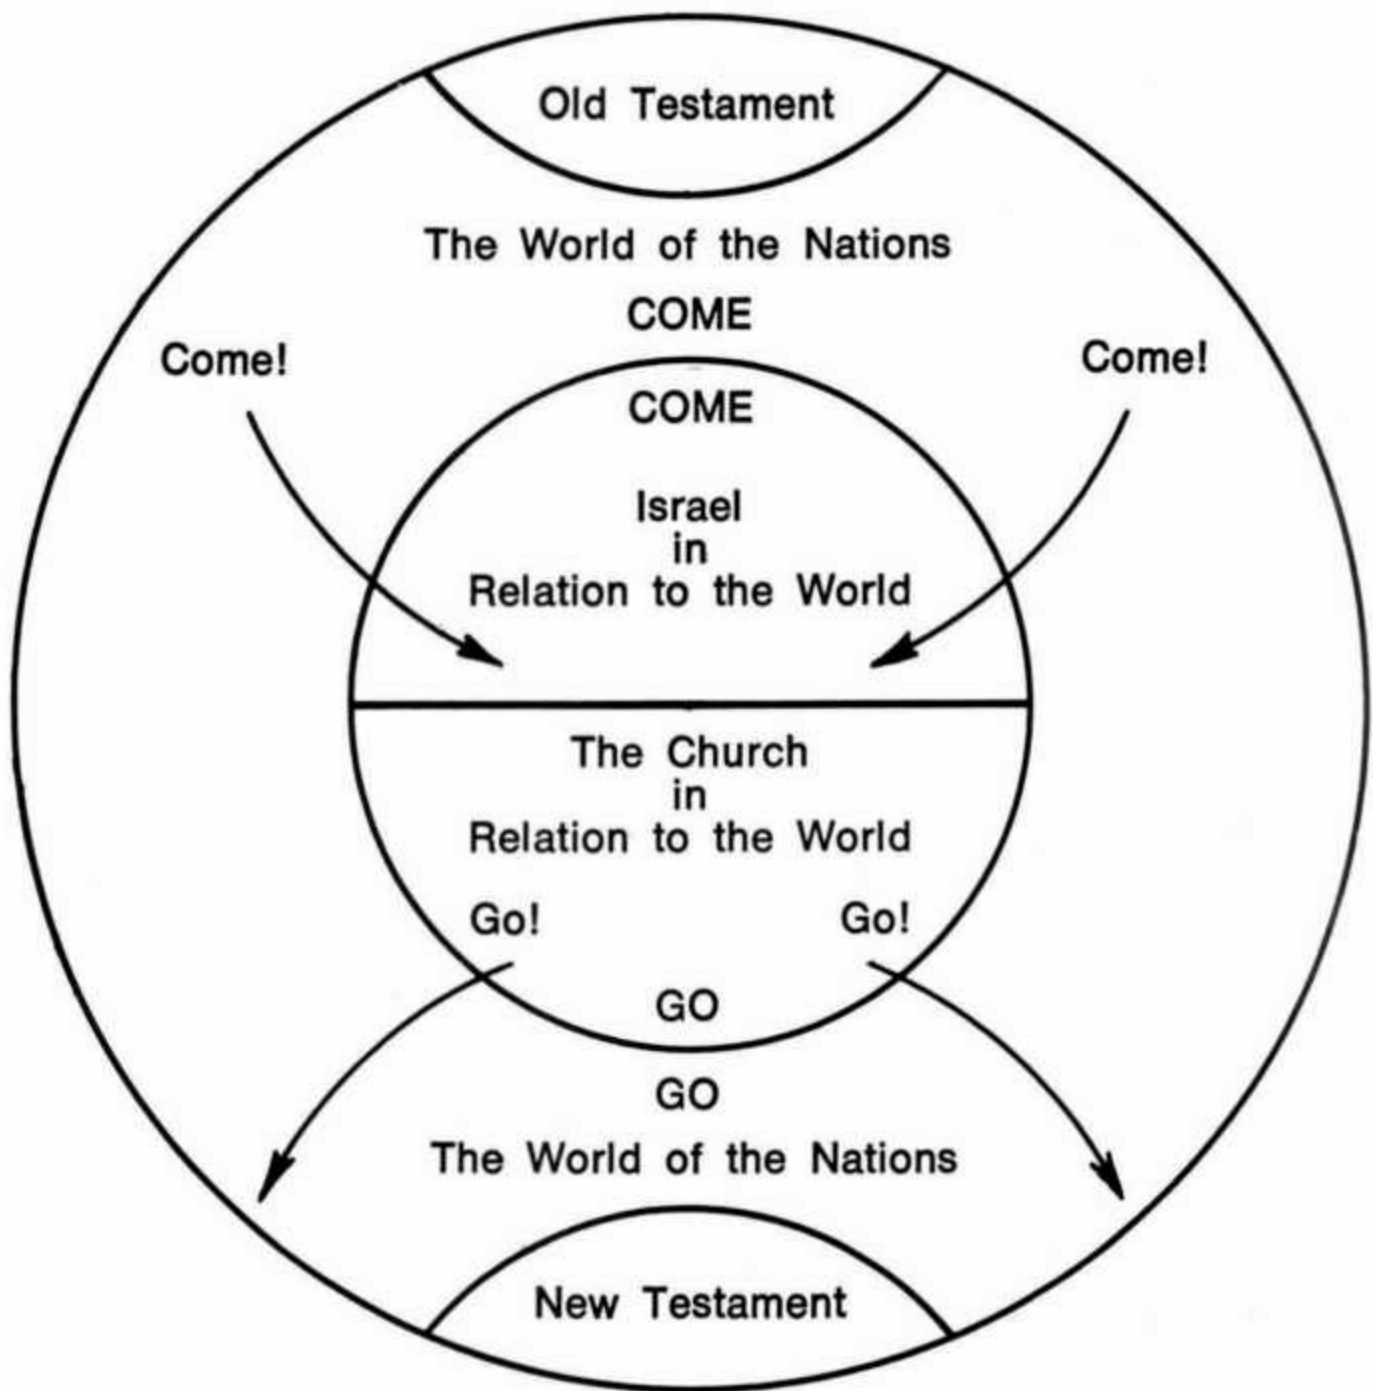 Old Testament
The World of the Nations
COME
Come!
Come!
COME
Israel
in
Relation to the World
The Church
in
Relation to the World
Go!
Go!
GO
GO
The World of the Nations
New Testament